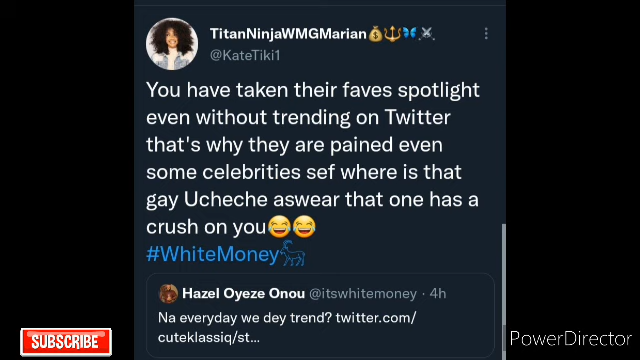 TitanNinjaWMGMarian💰🔱🦋⚔️
@KateTiki1
You have taken their faves spotlight
even without trending on Twitter
that's why they are pained even
some celebrities sef where is that
gay Ucheche aswear that one has a
crush on you😂😂
#WhiteMoney🐐
Hazel Oyeze Onou @itswhitemoney · 4h
Na everyday we dey trend? twitter.com/
cuteklassiq/st...
SUBSCRIBE
PowerDirector